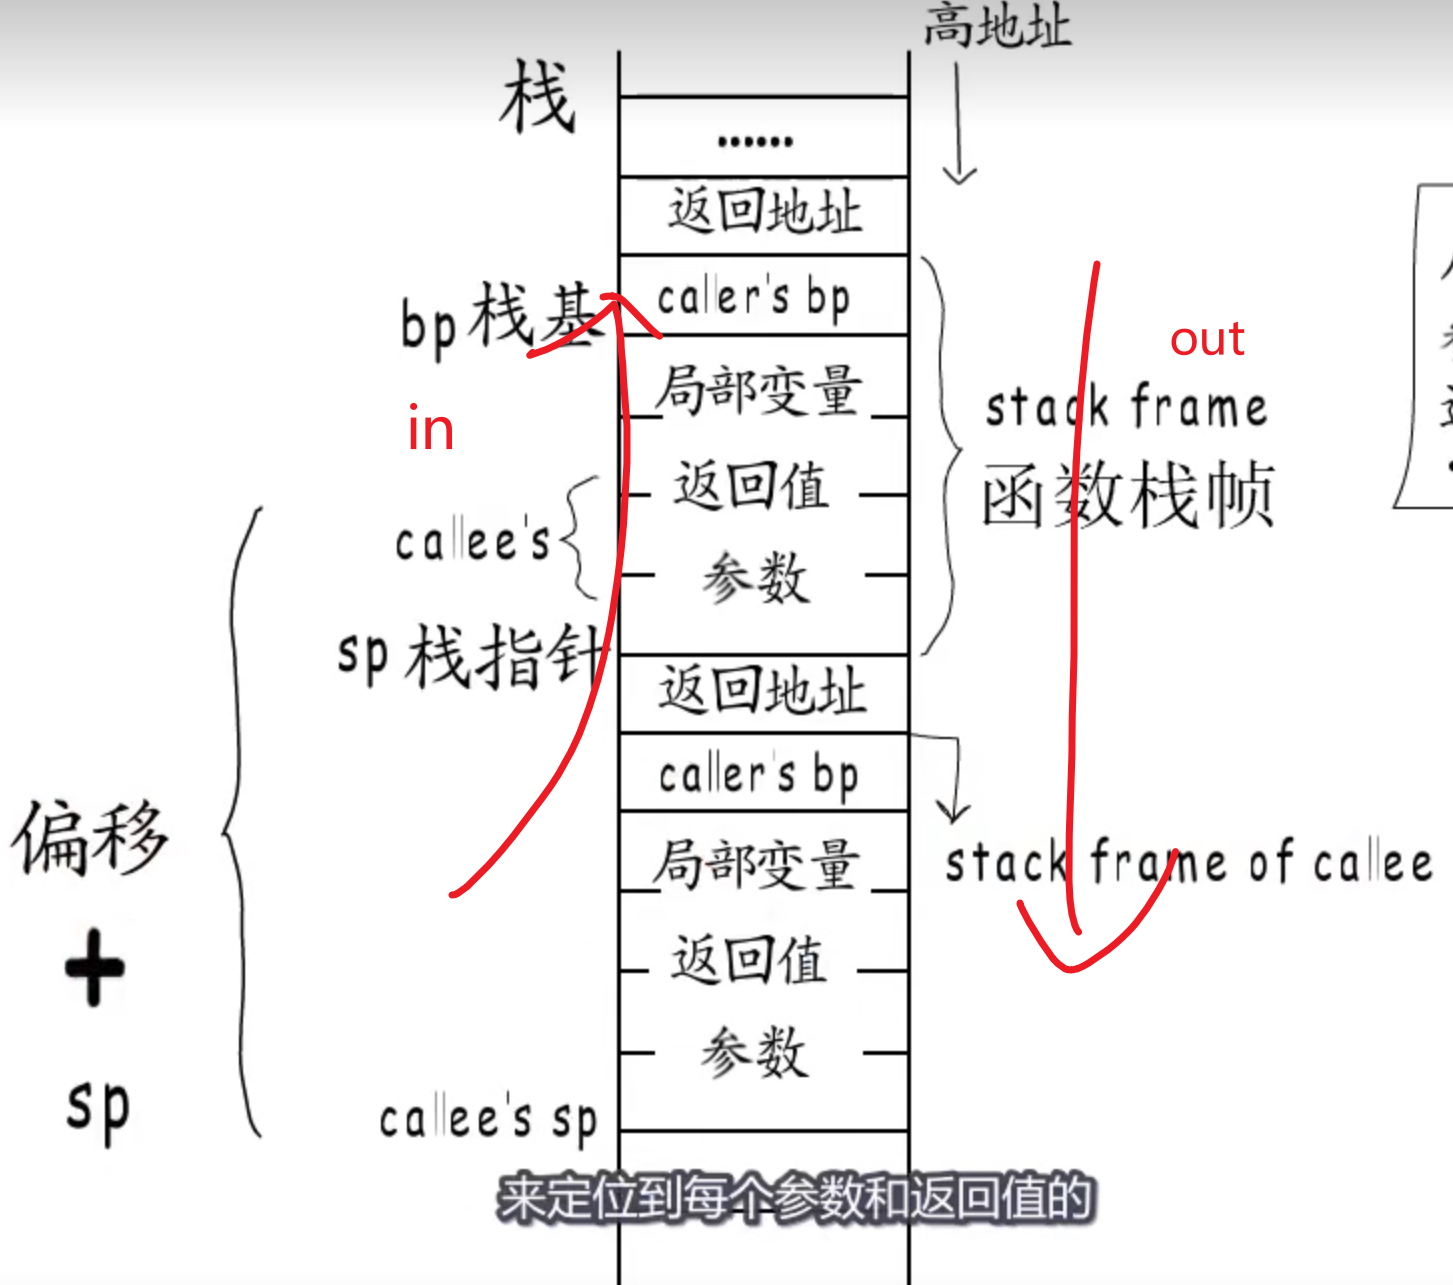 高地址
栈
......
返回地址
caller's bp
bp 栈基
out
局部变量
in
stack frame
函数栈帧
返回值
callee's
参数
sp 栈指针
返回地址
caller's bp
偏移
局部变量
stack frame of callee
返回值
+
参数
sp
callee's sp
来定位到每个参数和返回值的